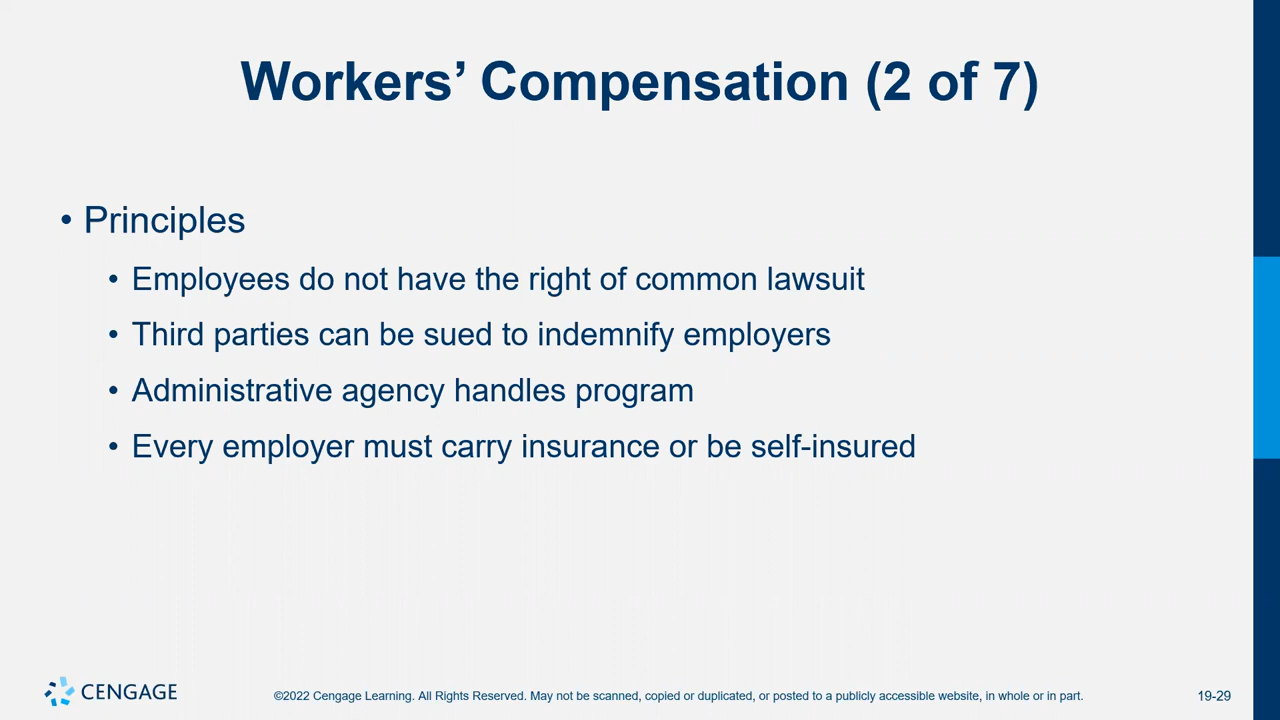 Workers’ Compensation (2 of 7)
• Principles
• Employees do not have the right of common lawsuit
• Third parties can be sued to indemnify employers
• Administrative agency handles program
• Every employer must carry insurance or be self-insured
CENGAGE
©2022 Cengage Learning. All Rights Reserved. May not be scanned, copied or duplicated, or posted to a publicly accessible website, in whole or in part.
19-29